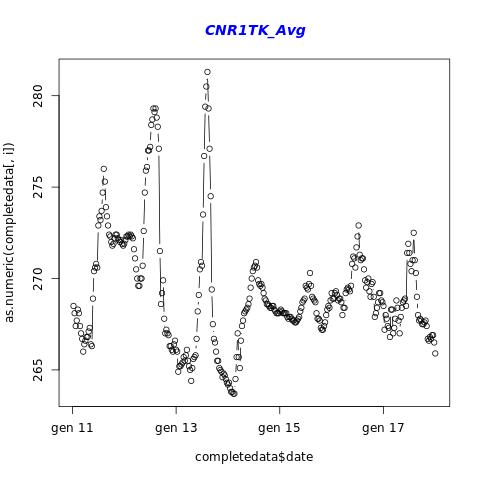 CNR1TK_Avg
as.numeric(completedata[, i])
280
275
270
265
gen 11
gen 13
gen 15
gen 17
completedata$date